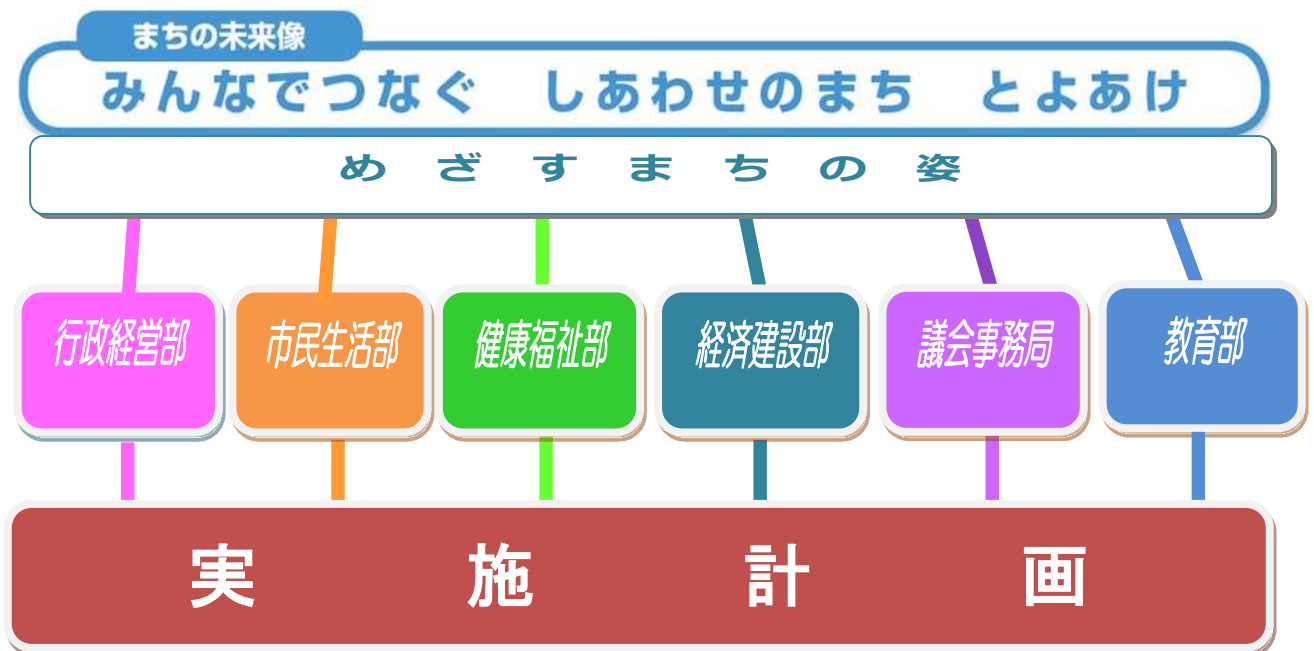 まちの未来像
みんなでつなぐ しあわせのまち とよあけ
めざすまちの姿
行政経営部
市民生活部
健康福祉部
経済建設部
議会事務局
教育部
実施計画